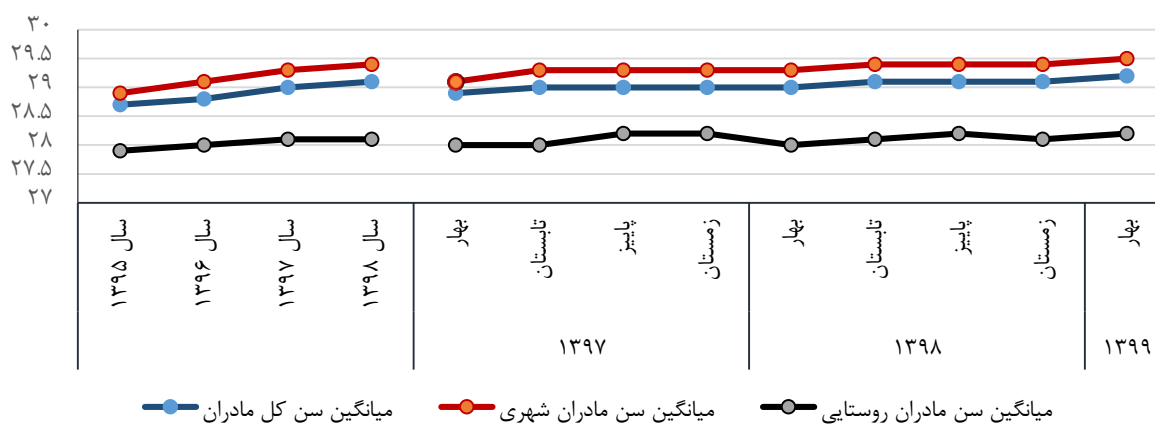 ۳۰
۲۹.۵
۲۹
۲۸.۵
۲۸
۲۷.۵
۲۷
سال ۱۳۹۵
سال ۱۳۹۶
سال ۱۳۹۷
سال ۱۳۹۸
بهار
تابستان
پاییز
زمستان
بهار
تابستان
پاییز
زمستان
بهار
۱۳۹۷
۱۳۹۸
۱۳۹۹
میانگین سن کل مادران
میانگین سن مادران شهری
میانگین سن مادران روستایی